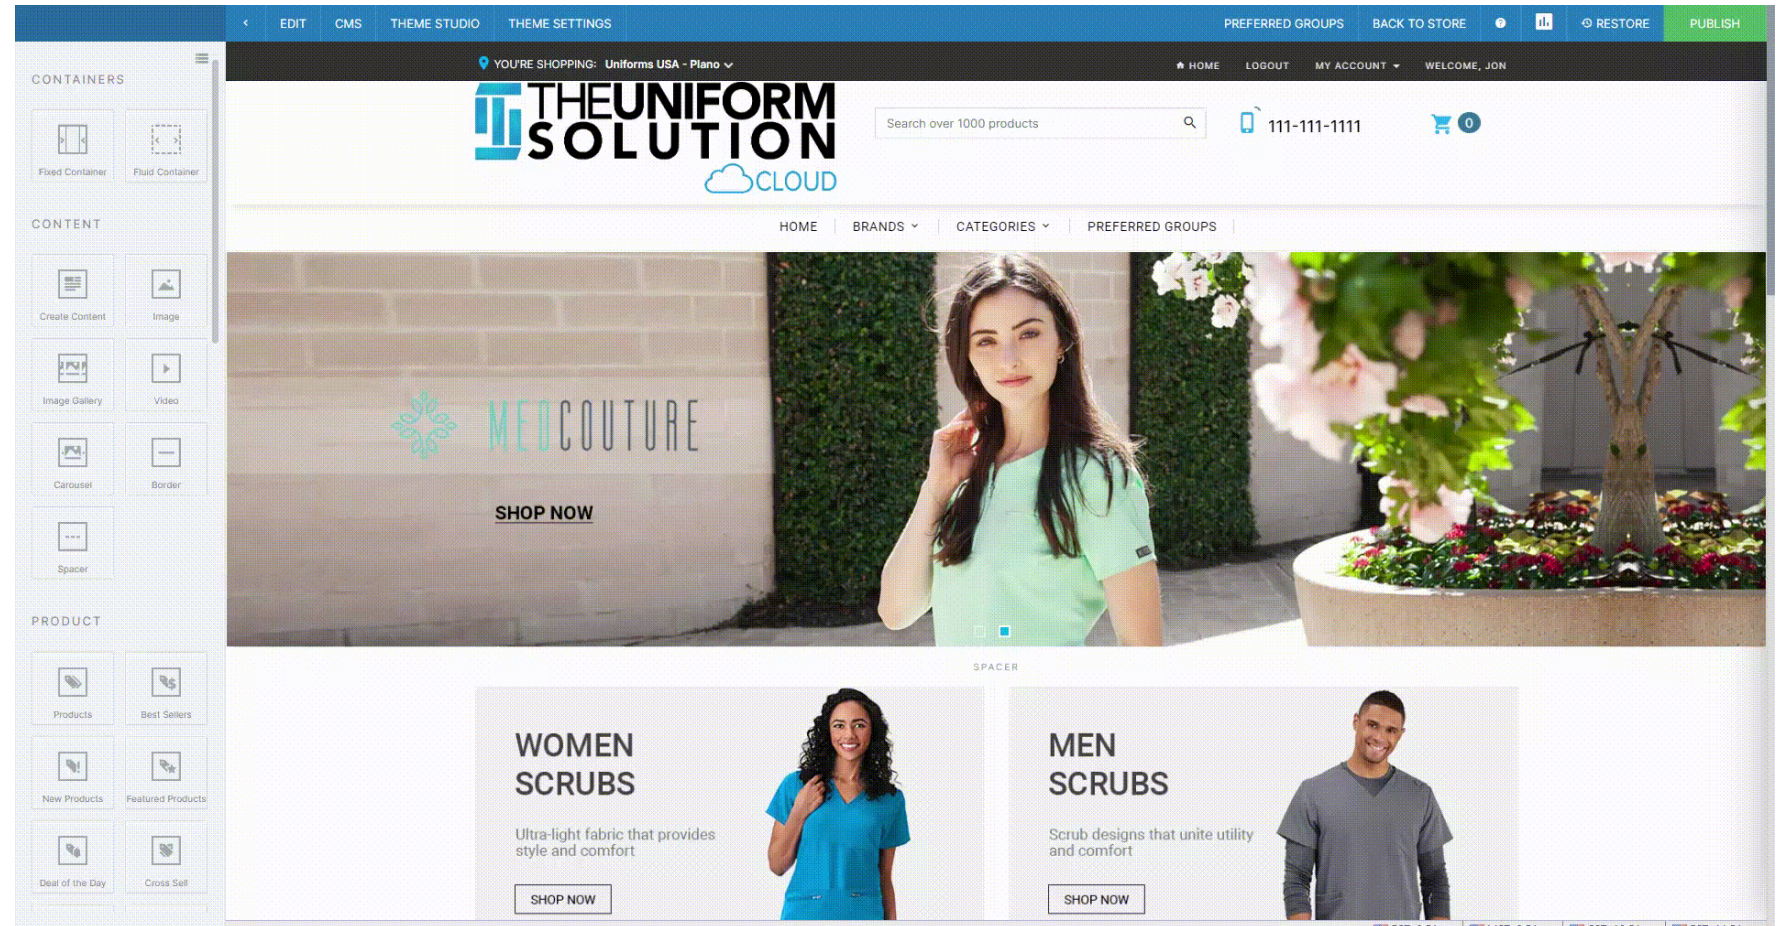 EDIT CMS THEME STUDIO THEME SETTINGS PREFERRED GROUPS BACK TO STORE RESTORE PUBLISH
YOU'RE SHOPPING: Uniforms USA - Plano HOME LOGOUT MY ACCOUNT WELCOME, JON
CONTAINERS
Fixed Container Fluid Container
CONTENT
Create Content Image
Image Gallery Video
Carousel Border
Spacer
PRODUCT
Products Best Sellers
New Products Featured Products
Deal of the Day Cross Sell
THEUNIFORM
SOLUTION
CLOUD
Search over 1000 products
111-111-1111
0
HOME BRANDS CATEGORIES PREFERRED GROUPS
MEDCOUTURE
SHOP NOW
SPACER
WOMEN
SCRUBS
Ultra-light fabric that provides
style and comfort
SHOP NOW
MEN
SCRUBS
Scrub designs that unite utility
and comfort
SHOP NOW